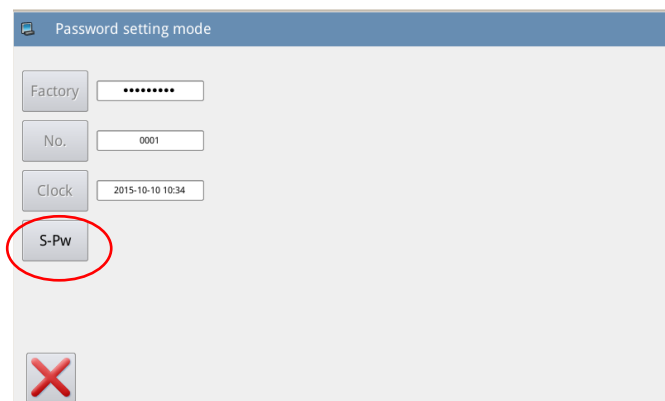 Password setting mode
Factory •••••••••
No. 0001
Clock 2015-10-10 10:34
S-Pw